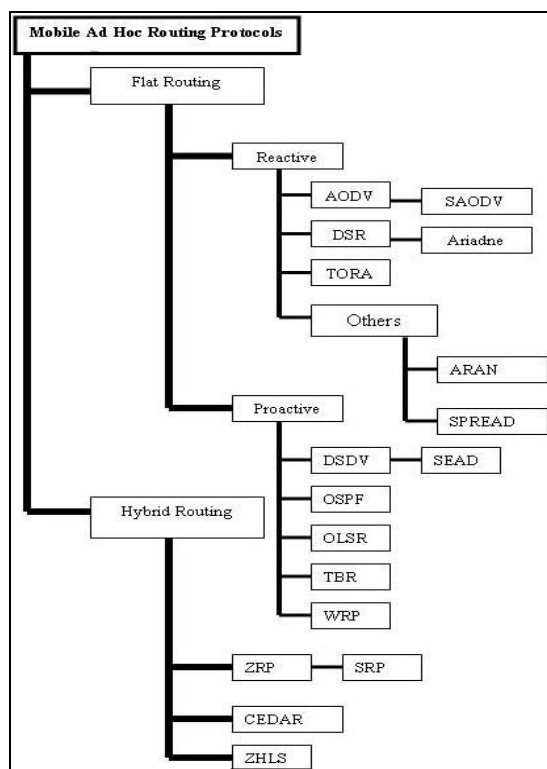 Mobile Ad Hoc Routing Protocols
Flat Routing
Reactive
AODV
SAODV
DSR
Ariadne
TORA
Others
ARAN
SPREAD
Proactive
DSDV
SEAD
OSPF
OLSR
TBR
WRP
Hybrid Routing
ZRP
SRP
CEDAR
ZHLS